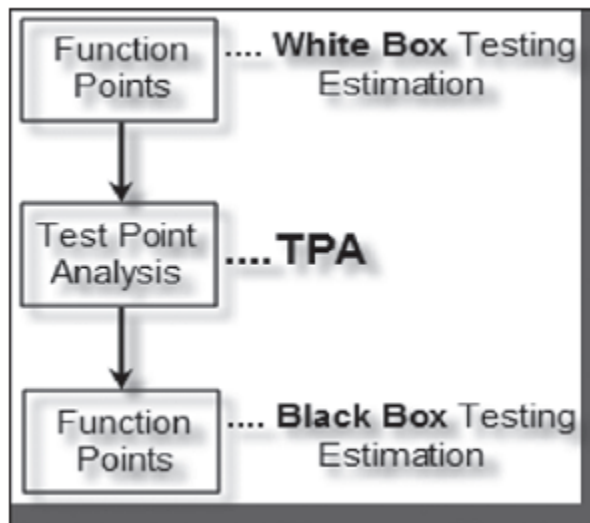 Function
Points
.... White Box Testing
Estimation
Test Point
Analysis
....TPA
Function
Points
.... Black Box Testing
Estimation